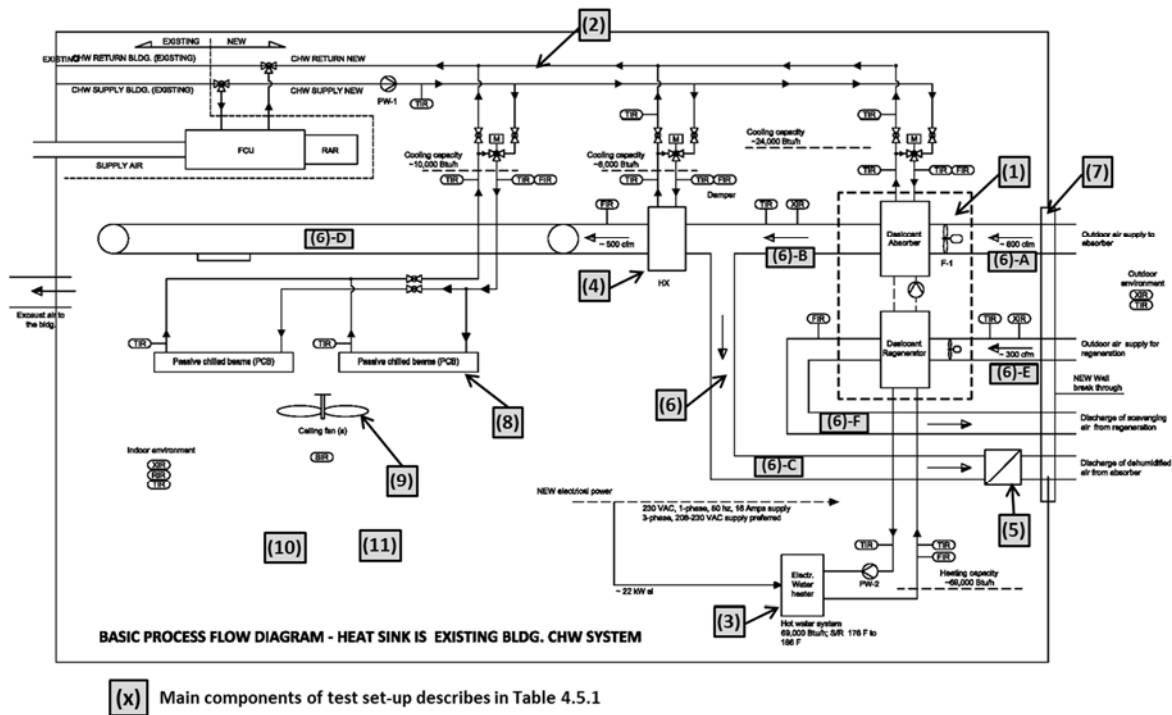 (2)
EXISTING NEW
EXISTING CHW RETURN BLDG. (EXISTING) CHW RETURN NEW
CHW SUPPLY BLDG. (EXISTING) CHW SUPPLY NEW
PW-1
TIR
TIR TIR TIR
M M M
FCU RAR
SUPPLY AIR
Cooling capacity
~10,000 Btu/h
Cooling capacity
~8,000 Btu/h
Cooling capacity
~24,000 Btu/h
TIR TIR FIR TIR TIR FIR TIR TIR FIR
Damper
(1)
(7)
FIR TIR XIR
(6)-D
~ 500 cfm
(4)
HX
(6)-B
Desiccant
Absorber
F-1
~ 800 cfm
(6)-A
Outdoor air supply to
absorber
Outdoor
environment
XIR
TIR
Exhaust air to
the bldg.
TIR TIR
Passive chilled beams (PCB) Passive chilled beams (PCB)
(8)
(6)
FIR
Desiccant
Regenerator
TIR XIR
~ 300 cfm
(6)-E
Outdoor air supply for
regeneration
NEW Wall
break through
(6)-F
Discharge of scavenging
air from regeneration
(6)-C
Discharge of dehumidified
air from absorber
(5)
Ceiling fan (s)
SIR
(9)
Indoor environment
XIR
RIR
TIR
(10) (11)
NEW electrical power
230 VAC, 1-phase, 60 hz, 16 Amps supply
3-phase, 208-230 VAC supply preferred
TIR TIR
FIR
PW-2
Heating capacity
~69,000 Btu/h
~ 22 kW el
Electr.
Water
heater
(3)
Hot water system
69,000 Btu/h; S/R 176 F to
186 F
BASIC PROCESS FLOW DIAGRAM - HEAT SINK IS EXISTING BLDG. CHW SYSTEM
(x) Main components of test set-up describes in Table 4.5.1